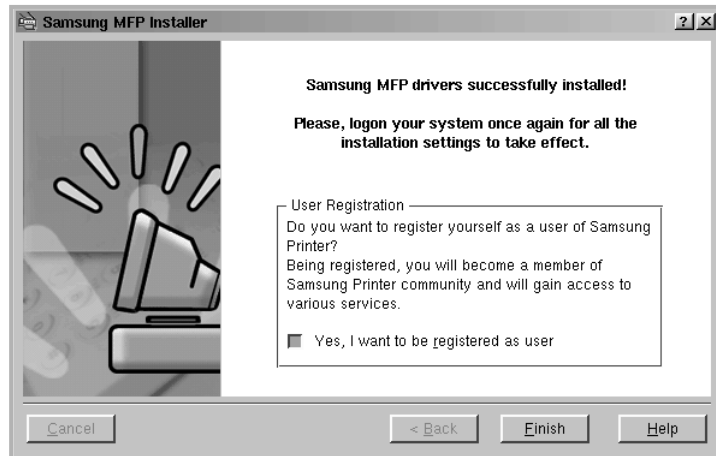 Samsung MFP Installer
? X
Samsung MFP drivers successfully installed!
Please, logon your system once again for all the
installation settings to take effect.
User Registration
Do you want to register yourself as a user of Samsung
Printer?
Being registered, you will become a member of
Samsung Printer community and will gain access to
various services.
Yes, I want to be registered as user
Cancel
< Back
Finish
Help